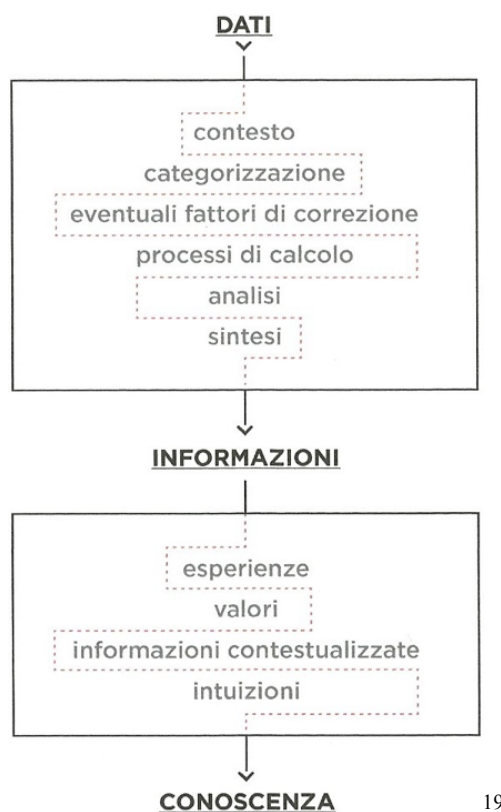 DATI
contesto
categorizzazione
eventuali fattori di correzione
processi di calcolo
analisi
sintesi
INFORMAZIONI
esperienze
valori
informazioni contestualizzate
intuizioni
CONOSCENZA
19